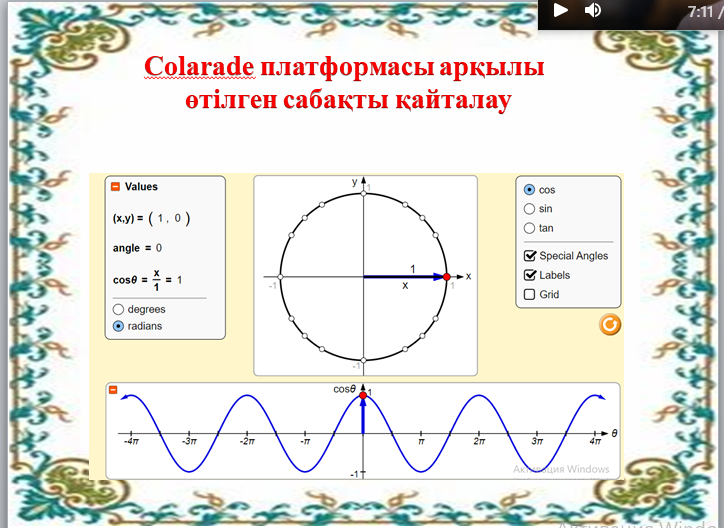 7:11 /
Colarade платформасы арқылы
өтілген сабақты қайталау
Values
(x,y) = ( 1 , 0 )
angle = 0
cosθ = x/1 = 1
degrees
radians
y
1
-1
1
x
x
1
-1
cos
sin
tan
Special Angles
Labels
Grid
cosθ
1
-4π -3π -2π -π π 2π 3π 4π θ
-1
Активация Windows
Активация Windo